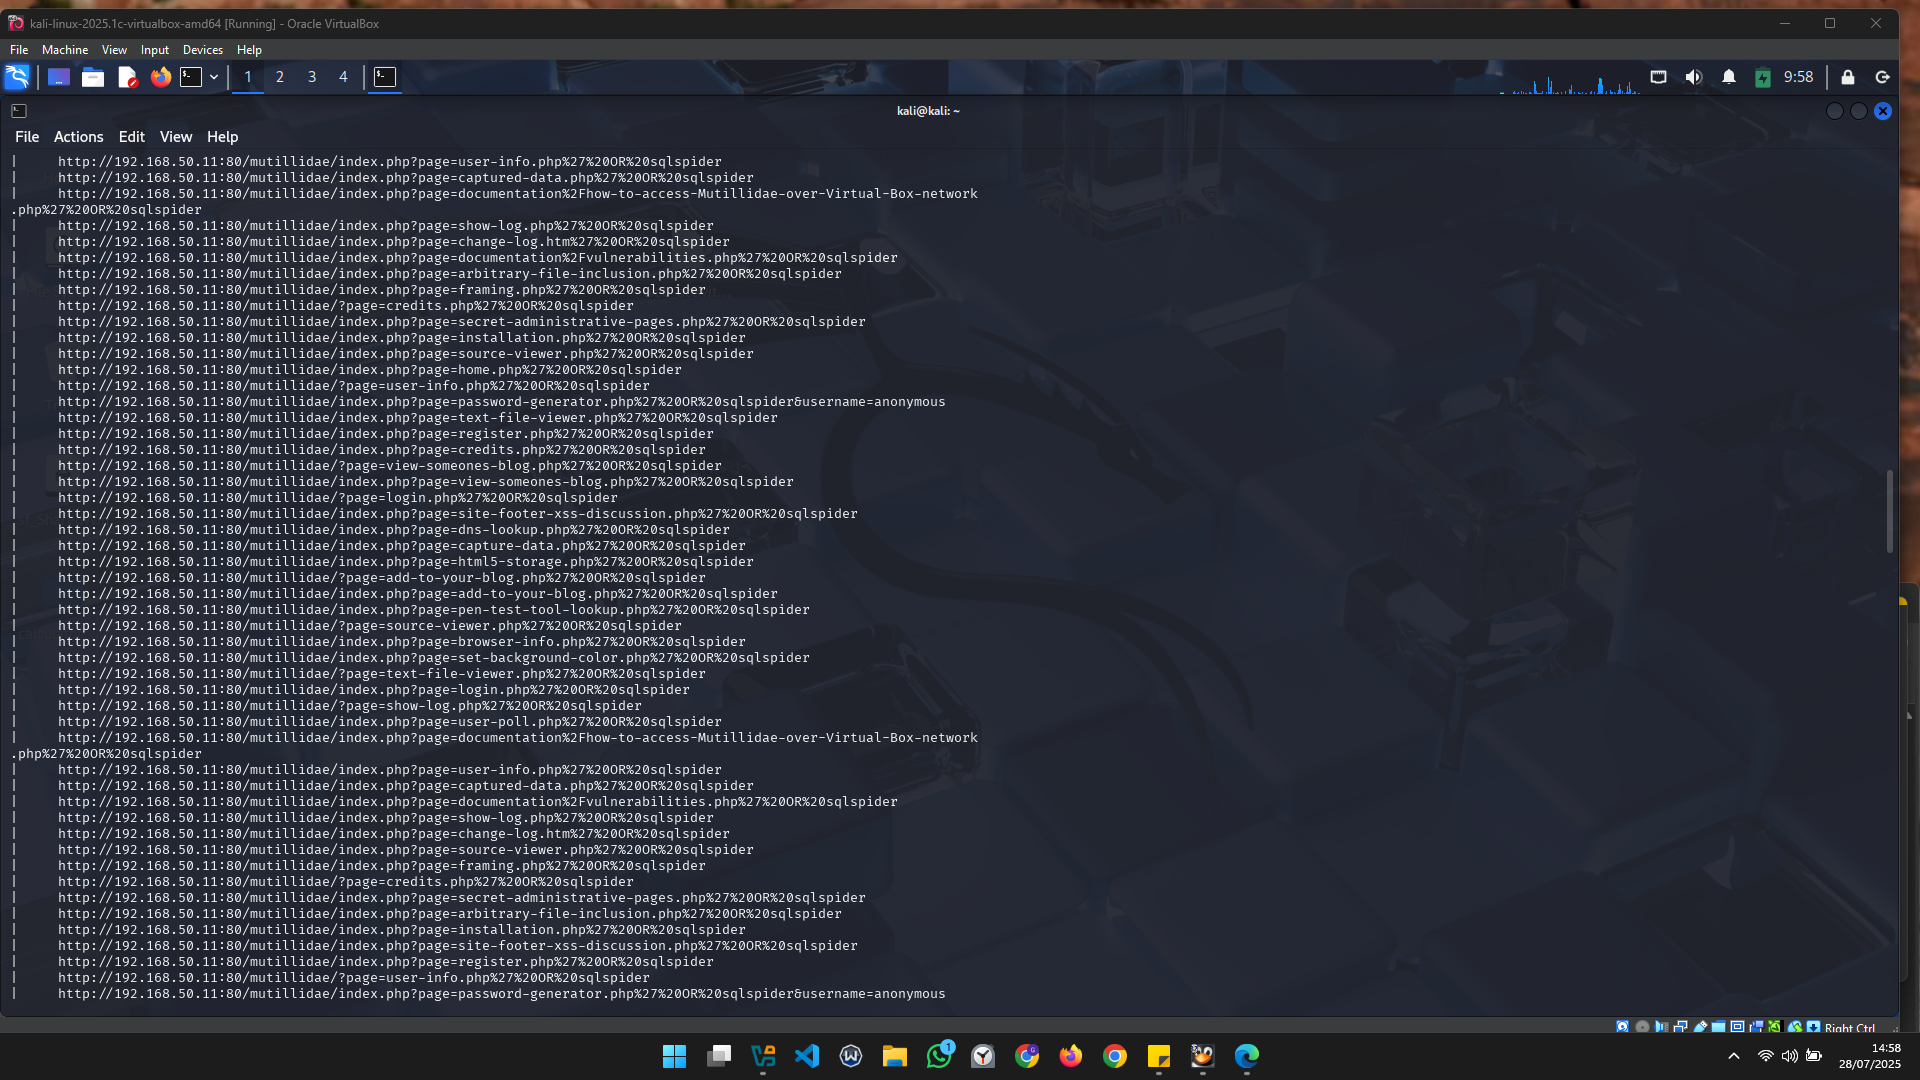 kali-linux-2025.1c-virtualbox-amd64 [Running] - Oracle VirtualBox
File Machine View Input Devices Help
1 2 3 4
9:58
kali@kali: ~
File Actions Edit View Help
| http://192.168.50.11:80/mutillidae/index.php?page=user-info.php%27%20OR%20sqlspider
| http://192.168.50.11:80/mutillidae/index.php?page=captured-data.php%27%20OR%20sqlspider
| http://192.168.50.11:80/mutillidae/index.php?page=documentation%2Fhow-to-access-Mutillidae-over-Virtual-Box-network
.php%27%20OR%20sqlspider
| http://192.168.50.11:80/mutillidae/index.php?page=show-log.php%27%20OR%20sqlspider
| http://192.168.50.11:80/mutillidae/index.php?page=change-log.htm%27%20OR%20sqlspider
| http://192.168.50.11:80/mutillidae/index.php?page=documentation%2Fvulnerabilities.php%27%20OR%20sqlspider
| http://192.168.50.11:80/mutillidae/index.php?page=arbitrary-file-inclusion.php%27%20OR%20sqlspider
| http://192.168.50.11:80/mutillidae/index.php?page=framing.php%27%20OR%20sqlspider
| http://192.168.50.11:80/mutillidae/?page=credits.php%27%20OR%20sqlspider
| http://192.168.50.11:80/mutillidae/index.php?page=secret-administrative-pages.php%27%20OR%20sqlspider
| http://192.168.50.11:80/mutillidae/index.php?page=installation.php%27%20OR%20sqlspider
| http://192.168.50.11:80/mutillidae/index.php?page=source-viewer.php%27%20OR%20sqlspider
| http://192.168.50.11:80/mutillidae/index.php?page=home.php%27%20OR%20sqlspider
| http://192.168.50.11:80/mutillidae/?page=user-info.php%27%20OR%20sqlspider
| http://192.168.50.11:80/mutillidae/index.php?page=password-generator.php%27%20OR%20sqlspider&username=anonymous
| http://192.168.50.11:80/mutillidae/index.php?page=text-file-viewer.php%27%20OR%20sqlspider
| http://192.168.50.11:80/mutillidae/index.php?page=register.php%27%20OR%20sqlspider
| http://192.168.50.11:80/mutillidae/index.php?page=credits.php%27%20OR%20sqlspider
| http://192.168.50.11:80/mutillidae/?page=view-someones-blog.php%27%20OR%20sqlspider
| http://192.168.50.11:80/mutillidae/index.php?page=view-someones-blog.php%27%20OR%20sqlspider
| http://192.168.50.11:80/mutillidae/?page=login.php%27%20OR%20sqlspider
| http://192.168.50.11:80/mutillidae/index.php?page=site-footer-xss-discussion.php%27%20OR%20sqlspider
| http://192.168.50.11:80/mutillidae/index.php?page=dns-lookup.php%27%20OR%20sqlspider
| http://192.168.50.11:80/mutillidae/index.php?page=capture-data.php%27%20OR%20sqlspider
| http://192.168.50.11:80/mutillidae/index.php?page=html5-storage.php%27%20OR%20sqlspider
| http://192.168.50.11:80/mutillidae/?page=add-to-your-blog.php%27%20OR%20sqlspider
| http://192.168.50.11:80/mutillidae/index.php?page=add-to-your-blog.php%27%20OR%20sqlspider
| http://192.168.50.11:80/mutillidae/index.php?page=pen-test-tool-lookup.php%27%20OR%20sqlspider
| http://192.168.50.11:80/mutillidae/?page=source-viewer.php%27%20OR%20sqlspider
| http://192.168.50.11:80/mutillidae/index.php?page=browser-info.php%27%20OR%20sqlspider
| http://192.168.50.11:80/mutillidae/index.php?page=set-background-color.php%27%20OR%20sqlspider
| http://192.168.50.11:80/mutillidae/?page=text-file-viewer.php%27%20OR%20sqlspider
| http://192.168.50.11:80/mutillidae/index.php?page=login.php%27%20OR%20sqlspider
| http://192.168.50.11:80/mutillidae/?page=show-log.php%27%20OR%20sqlspider
| http://192.168.50.11:80/mutillidae/index.php?page=user-poll.php%27%20OR%20sqlspider
| http://192.168.50.11:80/mutillidae/index.php?page=documentation%2Fhow-to-access-Mutillidae-over-Virtual-Box-network
.php%27%20OR%20sqlspider
| http://192.168.50.11:80/mutillidae/index.php?page=user-info.php%27%20OR%20sqlspider
| http://192.168.50.11:80/mutillidae/index.php?page=captured-data.php%27%20OR%20sqlspider
| http://192.168.50.11:80/mutillidae/index.php?page=documentation%2Fvulnerabilities.php%27%20OR%20sqlspider
| http://192.168.50.11:80/mutillidae/index.php?page=show-log.php%27%20OR%20sqlspider
| http://192.168.50.11:80/mutillidae/index.php?page=change-log.htm%27%20OR%20sqlspider
| http://192.168.50.11:80/mutillidae/index.php?page=source-viewer.php%27%20OR%20sqlspider
| http://192.168.50.11:80/mutillidae/index.php?page=framing.php%27%20OR%20sqlspider
| http://192.168.50.11:80/mutillidae/?page=credits.php%27%20OR%20sqlspider
| http://192.168.50.11:80/mutillidae/index.php?page=secret-administrative-pages.php%27%20OR%20sqlspider
| http://192.168.50.11:80/mutillidae/index.php?page=arbitrary-file-inclusion.php%27%20OR%20sqlspider
| http://192.168.50.11:80/mutillidae/index.php?page=installation.php%27%20OR%20sqlspider
| http://192.168.50.11:80/mutillidae/index.php?page=site-footer-xss-discussion.php%27%20OR%20sqlspider
| http://192.168.50.11:80/mutillidae/index.php?page=register.php%27%20OR%20sqlspider
| http://192.168.50.11:80/mutillidae/?page=user-info.php%27%20OR%20sqlspider
| http://192.168.50.11:80/mutillidae/index.php?page=password-generator.php%27%20OR%20sqlspider&username=anonymous
Right Ctrl
1
14:58
28/07/2025